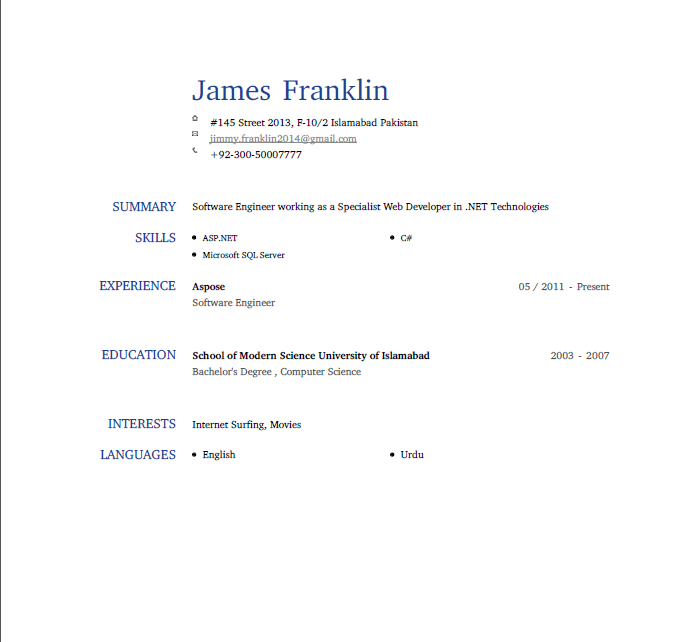 James Franklin
#145 Street 2013, F-10/2 Islamabad Pakistan
jimmy.franklin2014@gmail.com
+92-300-50007777
SUMMARY Software Engineer working as a Specialist Web Developer in .NET Technologies
SKILLS • ASP.NET • C#
• Microsoft SQL Server
EXPERIENCE Aspose 05 / 2011 - Present
Software Engineer
EDUCATION School of Modern Science University of Islamabad 2003 - 2007
Bachelor's Degree , Computer Science
INTERESTS Internet Surfing, Movies
LANGUAGES • English • Urdu